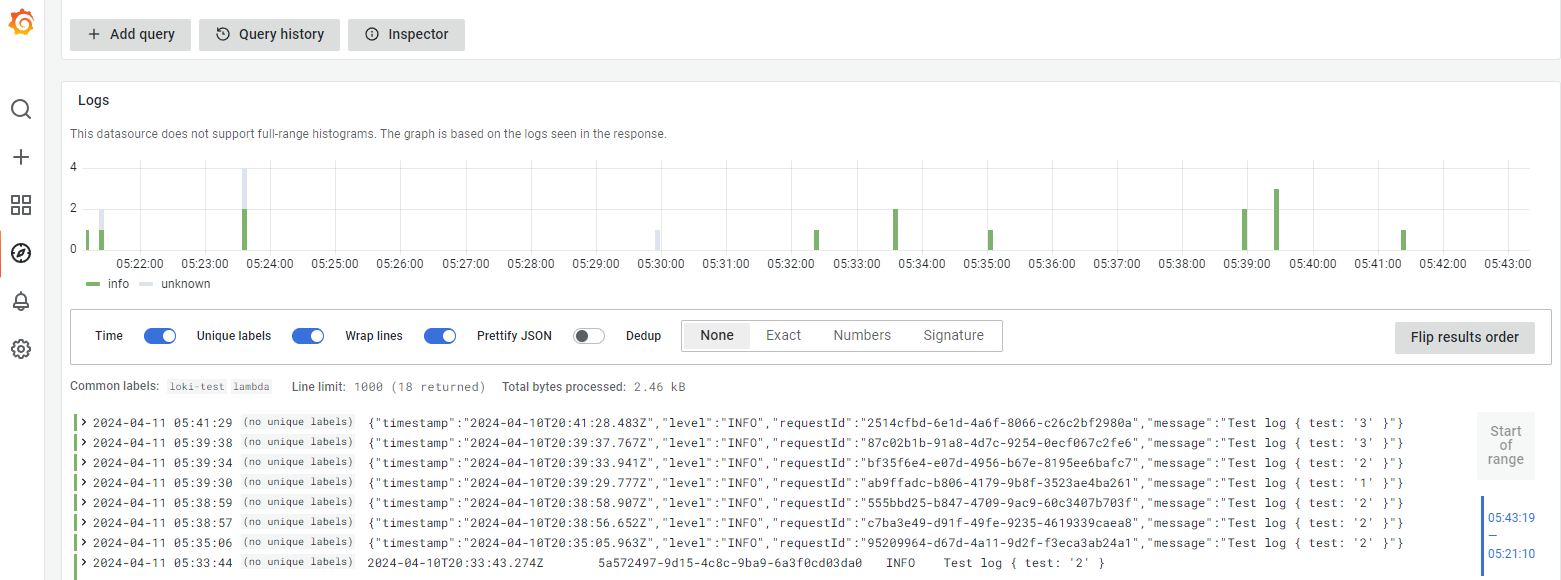 Add query Query history Inspector
Logs
This datasource does not support full-range histograms. The graph is based on the logs seen in the response.
4
2
0
05:22:00 05:23:00 05:24:00 05:25:00 05:26:00 05:27:00 05:28:00 05:29:00 05:30:00 05:31:00 05:32:00 05:33:00 05:34:00 05:35:00 05:36:00 05:37:00 05:38:00 05:39:00 05:40:00 05:41:00 05:42:00 05:43:00
info unknown
Time Unique labels Wrap lines Prettify JSON Dedup None Exact Numbers Signature Flip results order
Common labels: loki-test lambda Line limit: 1000 (18 returned) Total bytes processed: 2.46 kB
2024-04-11 05:41:29 (no unique labels) {"timestamp":"2024-04-10T20:41:28.483Z","level":"INFO","requestId":"2514cfbd-6e1d-4a6f-8066-c26c2bf2980a","message":"Test log { test: '3' }"}
2024-04-11 05:39:38 (no unique labels) {"timestamp":"2024-04-10T20:39:37.767Z","level":"INFO","requestId":"87c02b1b-91a8-4d7c-9254-0ecf067c2fe6","message":"Test log { test: '3' }"}
2024-04-11 05:39:34 (no unique labels) {"timestamp":"2024-04-10T20:39:33.941Z","level":"INFO","requestId":"bf35f6e4-e07d-4956-b67e-8195ee6bafc7","message":"Test log { test: '2' }"}
2024-04-11 05:39:30 (no unique labels) {"timestamp":"2024-04-10T20:39:29.777Z","level":"INFO","requestId":"ab9ffadc-b806-4179-9b8f-3523ae4ba261","message":"Test log { test: '1' }"}
2024-04-11 05:38:59 (no unique labels) {"timestamp":"2024-04-10T20:38:58.907Z","level":"INFO","requestId":"555bbd25-b847-4709-9ac9-60c3407b703f","message":"Test log { test: '2' }"}
2024-04-11 05:38:57 (no unique labels) {"timestamp":"2024-04-10T20:38:56.652Z","level":"INFO","requestId":"c7ba3e49-d91f-49fe-9235-4619339caea8","message":"Test log { test: '2' }"}
2024-04-11 05:35:06 (no unique labels) {"timestamp":"2024-04-10T20:35:05.963Z","level":"INFO","requestId":"95209964-d67d-4a11-9d2f-f3eca3ab24a1","message":"Test log { test: '2' }"}
2024-04-11 05:33:44 (no unique labels) 2024-04-10T20:33:43.274Z 5a572497-9d15-4c8c-9ba9-6a3f0cd03da0 INFO Test log { test: '2' }
Start
of
range
05:43:19
—
05:21:10